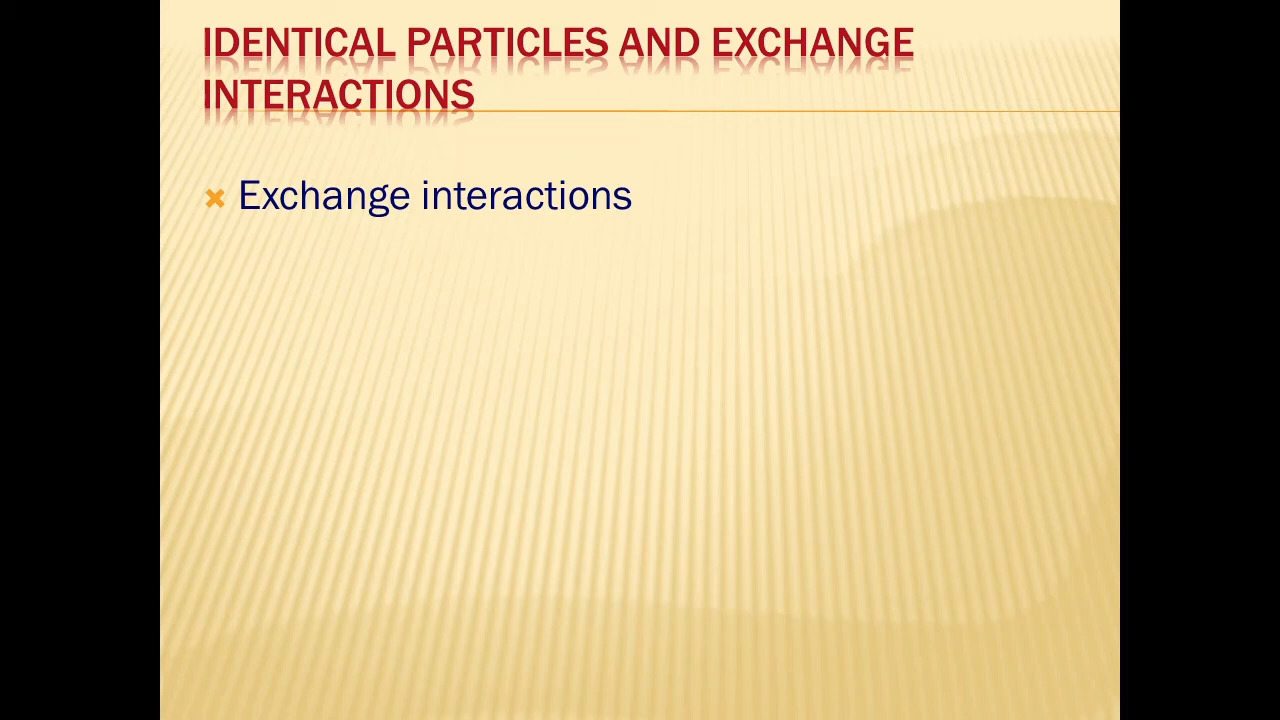 IDENTICAL PARTICLES AND EXCHANGE
INTERACTIONS
Exchange interactions